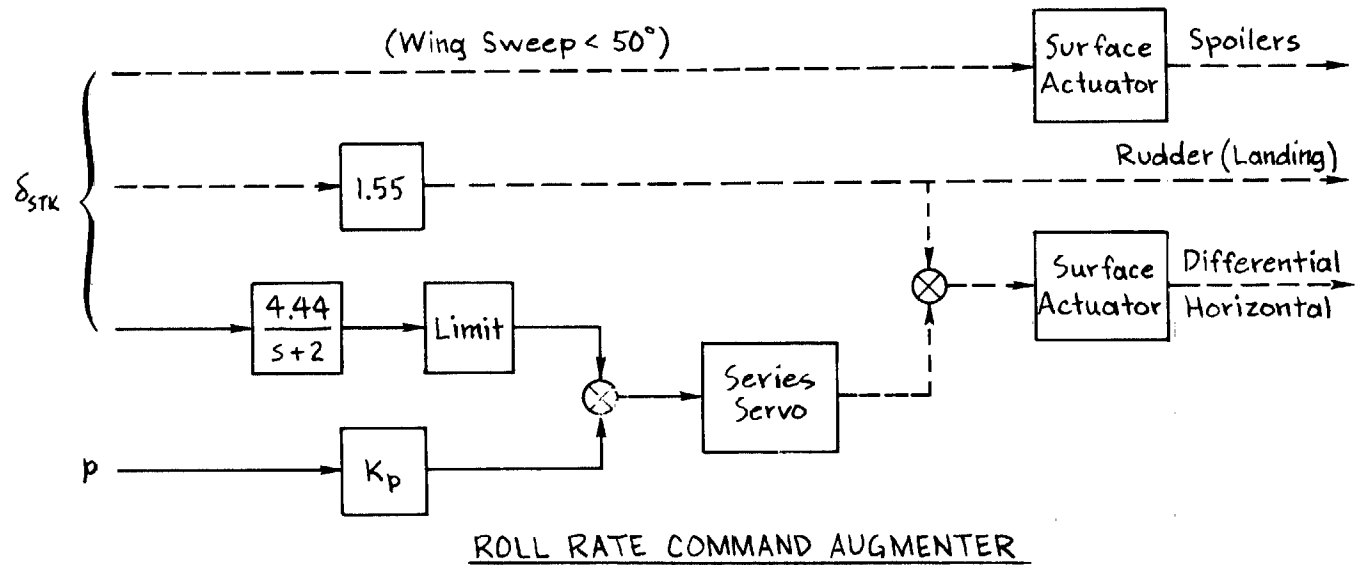 (Wing Sweep < 50°)
Surface
Actuator
Spoilers
1.55
Rudder (Landing)
δSTK
4.44
s+2
Limit
Surface
Actuator
Differential
Horizontal
Series
Servo
p
Kp
ROLL RATE COMMAND AUGMENTER